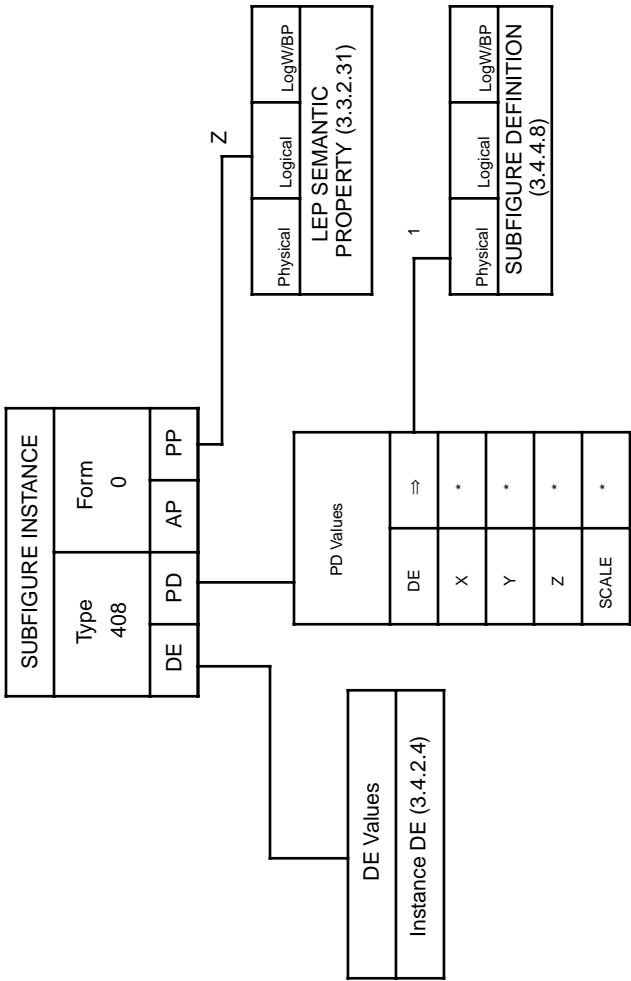 SUBFIGURE INSTANCE
Type Form
408 0
DE PD AP PP
DE Values
Instance DE (3.4.2.4)
PD Values
DE ⇒
X *
Y *
Z *
SCALE *
Z
Physical Logical LogW/BP
LEP SEMANTIC
PROPERTY (3.3.2.31)
1
Physical Logical LogW/BP
SUBFIGURE DEFINITION
(3.4.4.8)